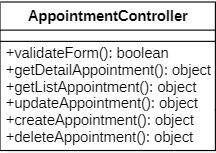 AppointmentController
+validateForm(): boolean
+getDetailAppointment(): object
+getListAppointment(): object
+updateAppointment(): object
+createAppointment(): object
+deleteAppointment(): object